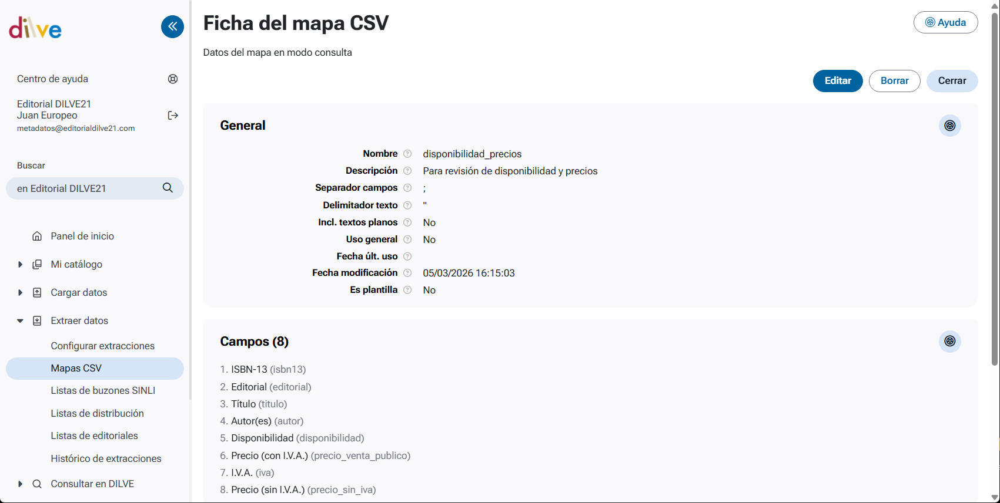 dilve
Centro de ayuda
Editorial DILVE21
Juan Europeo
metadatos@editorialdilve21.com
Buscar
en Editorial DILVE21
Panel de inicio
Mi catálogo
Cargar datos
Extraer datos
Configurar extracciones
Mapas CSV
Listas de buzones SINLI
Listas de distribución
Listas de editoriales
Histórico de extracciones
Consultar en DILVE
Ficha del mapa CSV
Ayuda
Datos del mapa en modo consulta
Editar Borrar Cerrar
General
Nombre ? disponibilidad_precios
Descripción ? Para revisión de disponibilidad y precios
Separador campos ? ;
Delimitador texto ? "
Incl. textos planos ? No
Uso general ? No
Fecha últ. uso ?
Fecha modificación ? 05/03/2026 16:15:03
Es plantilla ? No
Campos (8)
1. ISBN-13 (isbn13)
2. Editorial (editorial)
3. Título (titulo)
4. Autor(es) (autor)
5. Disponibilidad (disponibilidad)
6. Precio (con I.V.A.) (precio_venta_publico)
7. I.V.A. (iva)
8. Precio (sin I.V.A.) (precio_sin_iva)